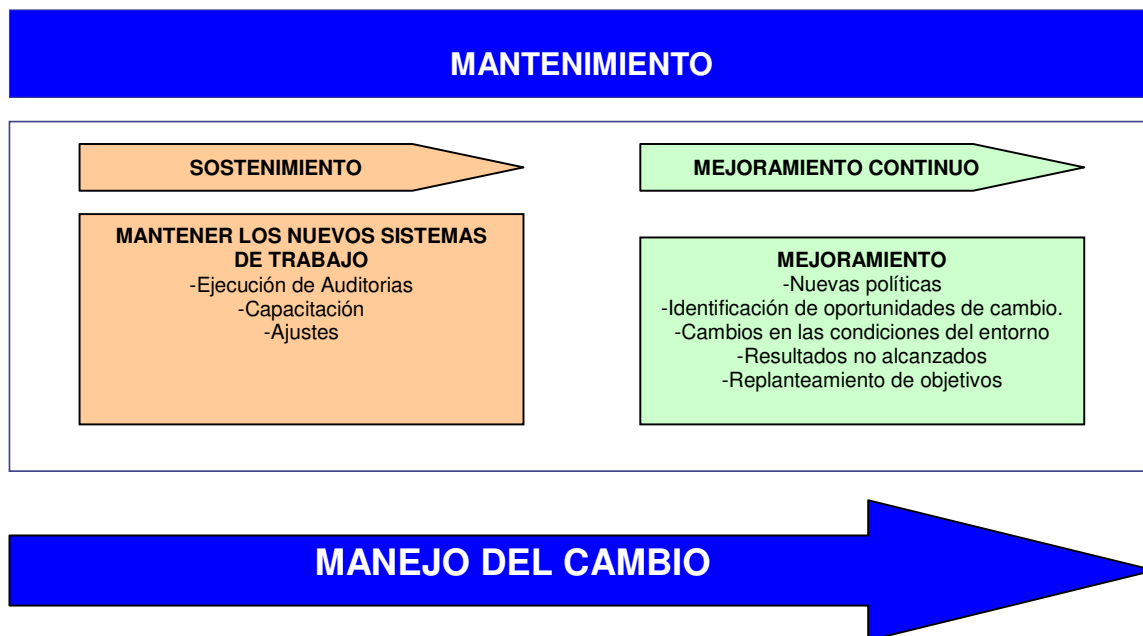 MANTENIMIENTO
SOSTENIMIENTO
MANTENER LOS NUEVOS SISTEMAS
DE TRABAJO
-Ejecución de Auditorias
-Capacitación
-Ajustes
MEJORAMIENTO CONTINUO
MEJORAMIENTO
-Nuevas políticas
-Identificación de oportunidades de cambio.
-Cambios en las condiciones del entorno
-Resultados no alcanzados
-Replanteamiento de objetivos
MANEJO DEL CAMBIO